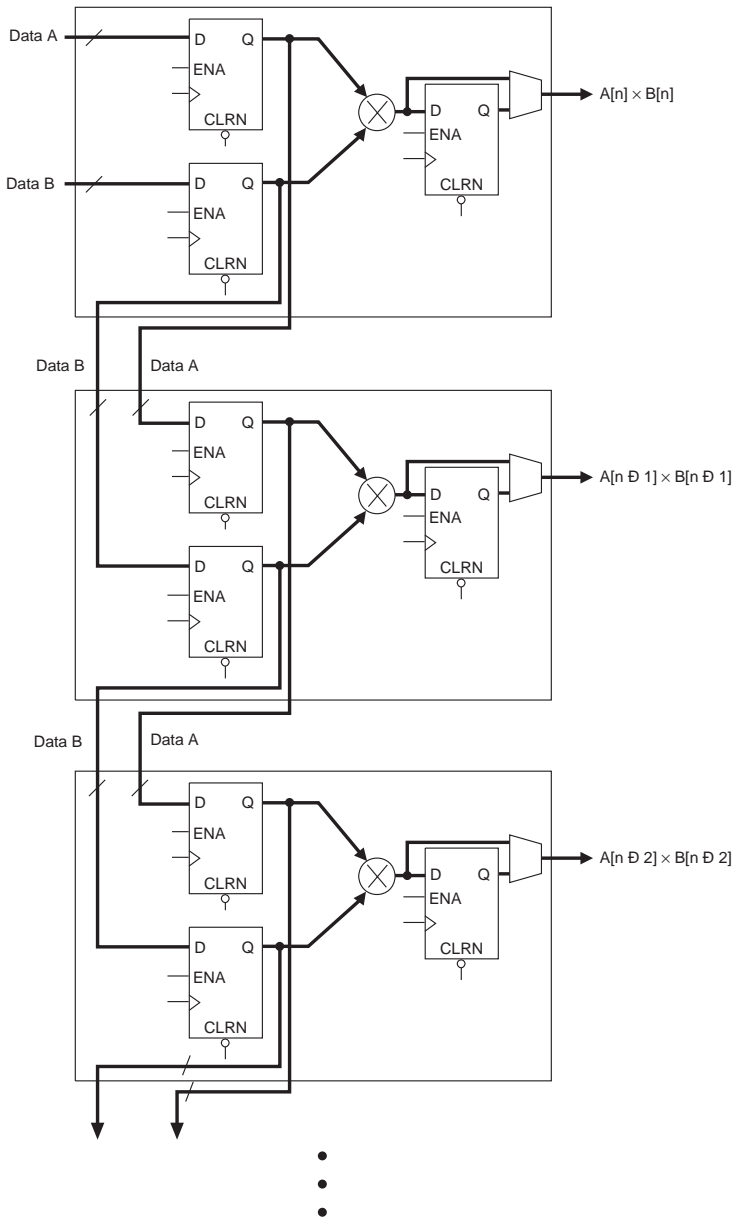 Data A
D Q
ENA
CLRN
D Q
ENA
CLRN
A[n] × B[n]
Data B
D Q
ENA
CLRN
Data B
Data A
D Q
ENA
CLRN
D Q
ENA
CLRN
A[n Ð 1] × B[n Ð 1]
D Q
ENA
CLRN
Data B
Data A
D Q
ENA
CLRN
D Q
ENA
CLRN
A[n Ð 2] × B[n Ð 2]
D Q
ENA
CLRN